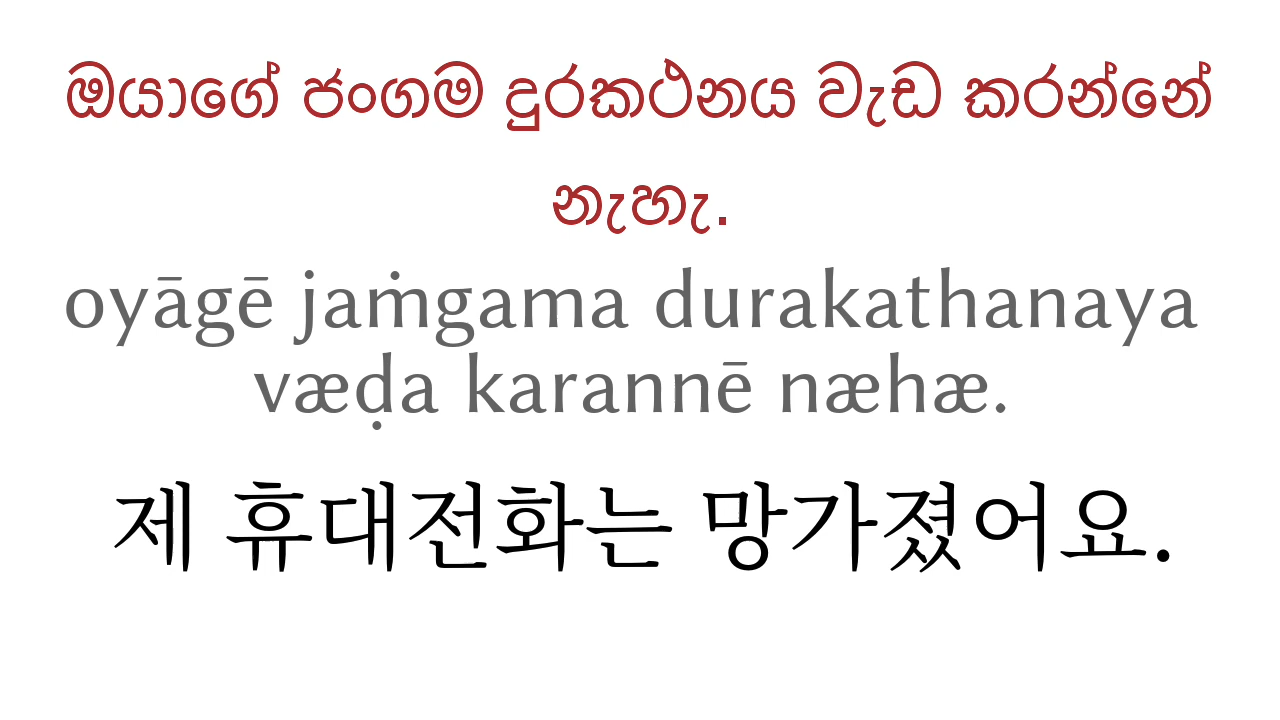 ඔයාගේ ජංගම දුරකථනය වැඩ කරන්නේ
නැහැ.
oyāgē jaṁgama durakathanaya
væḍa karannē næhæ.
제 휴대전화는 망가졌어요.